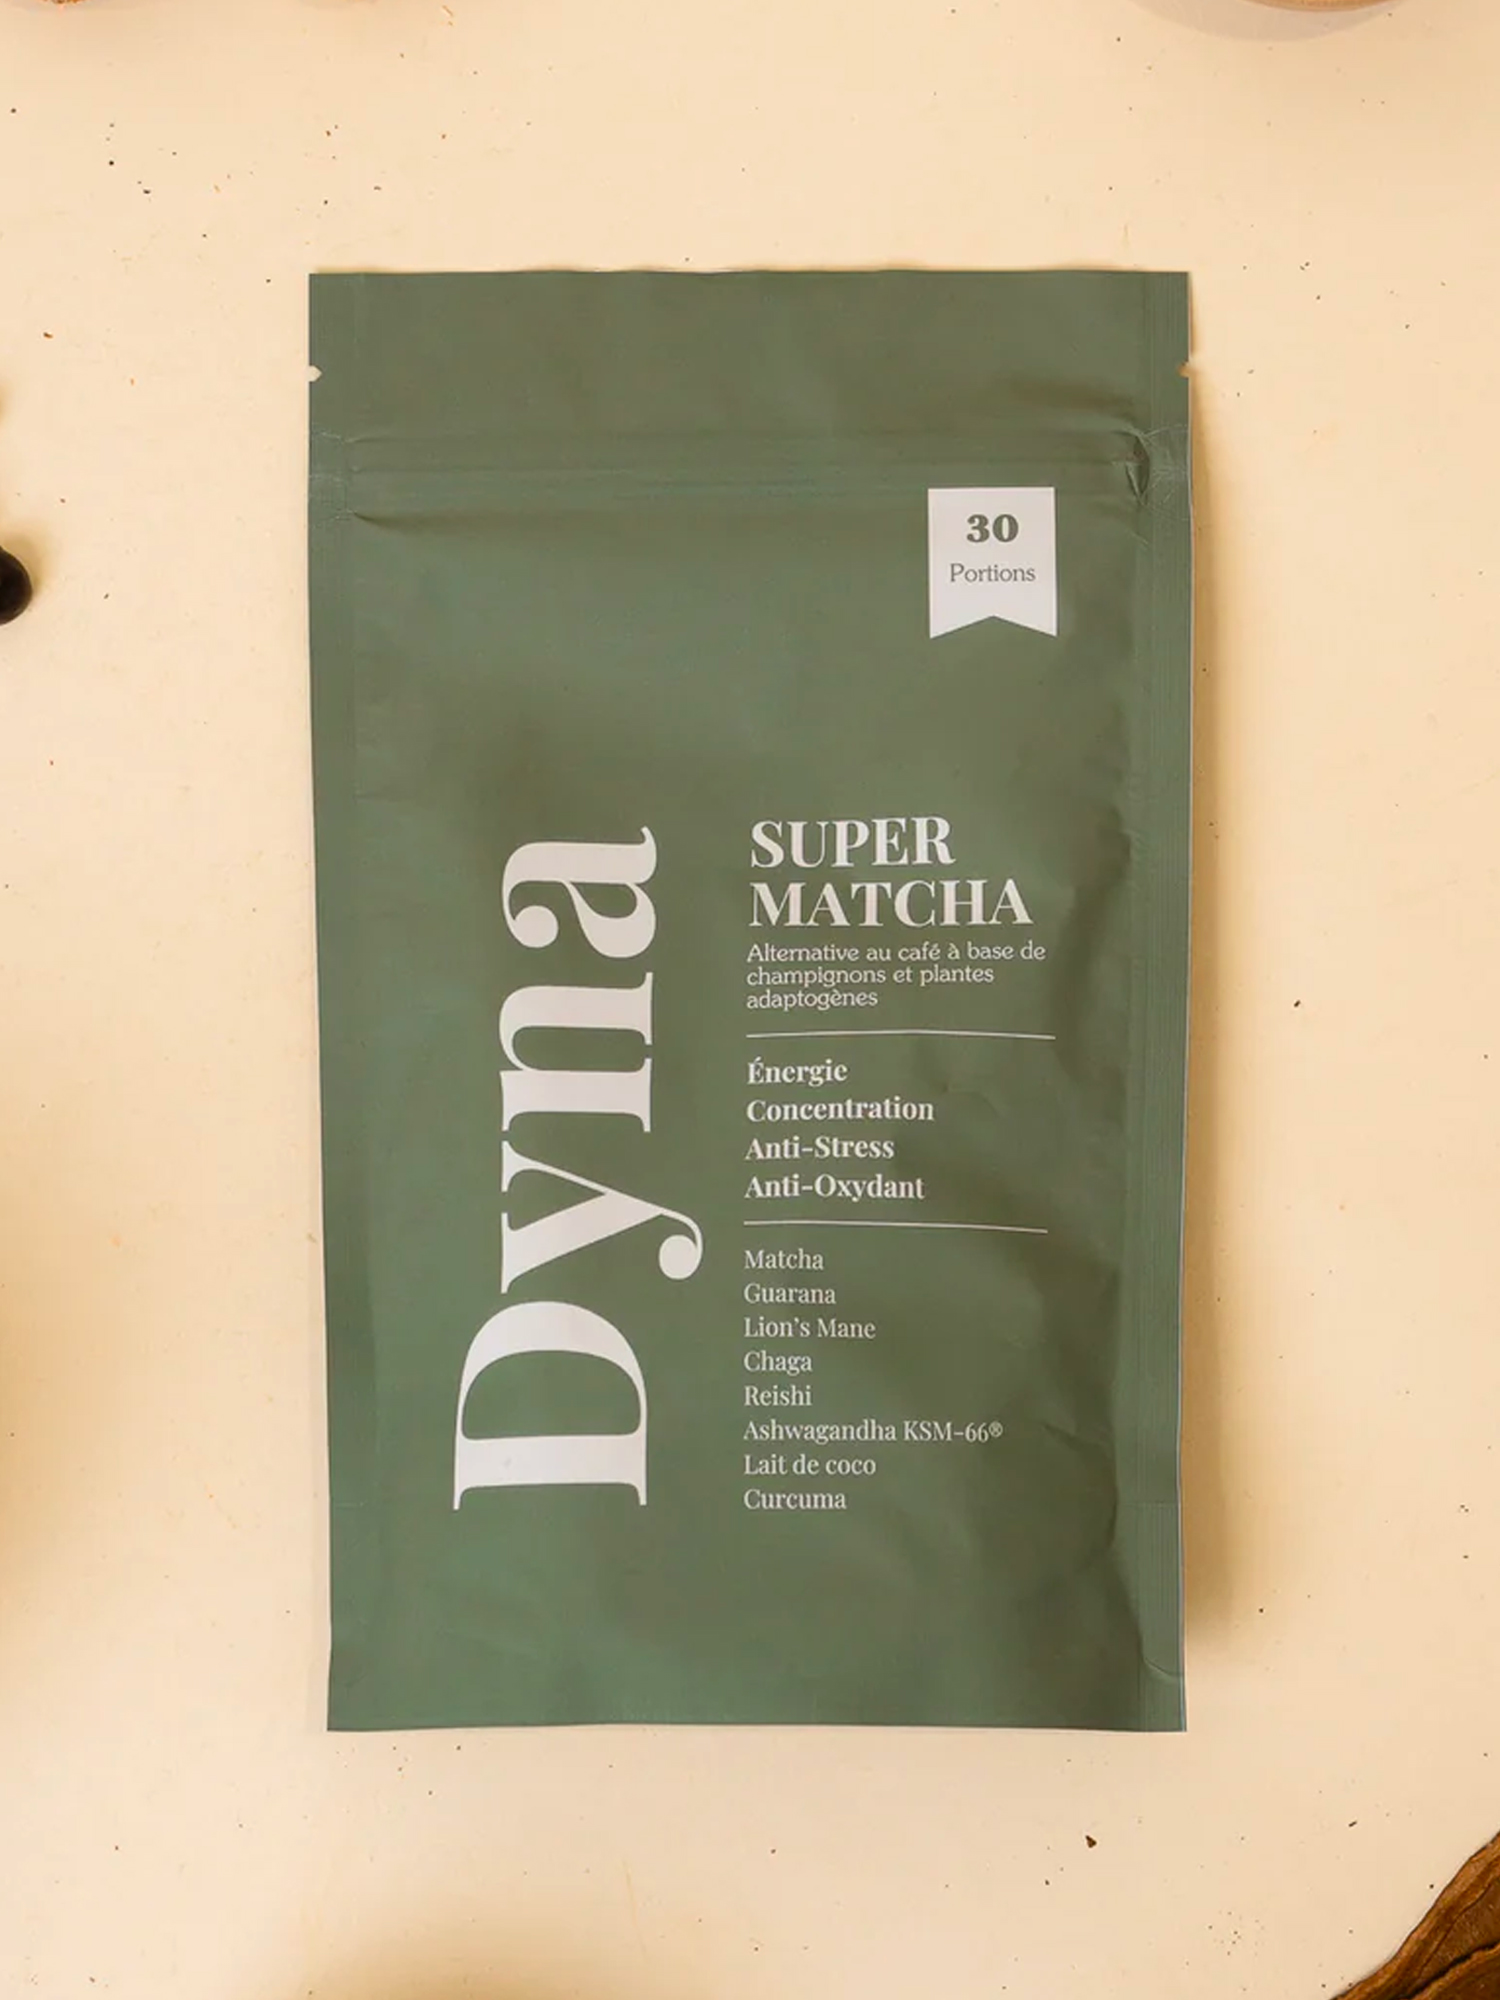 30
Portions
Dyna
SUPER
MATCHA
Alternative au café à base de
champignons et plantes
adaptogènes
Énergie
Concentration
Anti-Stress
Anti-Oxydant
Matcha
Guarana
Lion's Mane
Chaga
Reishi
Ashwagandha KSM-66®
Lait de coco
Curcuma